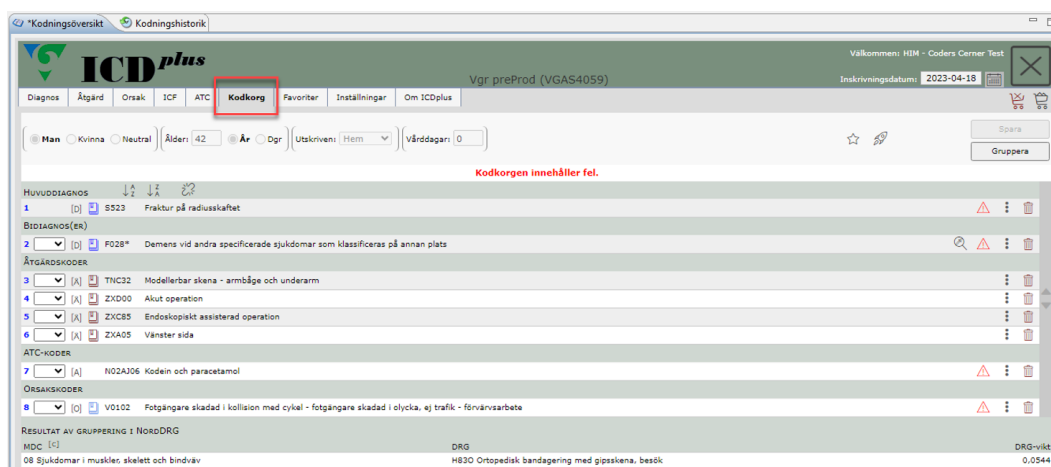 *Kodningsöversikt Kodningshistorik
ICD plus
Välkommen: HIM - Coders Cerner Test
Vgr preProd (VGAS4059) Inskrivningsdatum: 2023-04-18
Diagnos Åtgärd Orsak ICF ATC Kodkorg Favoriter Inställningar Om ICDplus
Man Kvinna Neutral Ålder: 42 År Dgr Utskriven: Hem Vårddagar: 0
Spara
Gruppera
Kodkorgen innehåller fel.
Huvuddiagnos
1 [D] S523 Fraktur på radiusskaftet
Bidiagnos(er)
2 [D] F028* Demens vid andra specificerade sjukdomar som klassificeras på annan plats
Åtgärdskoder
3 [Å] TNC32 Modellerbar skena - armbåge och underarm
4 [Å] ZXD00 Akut operation
5 [Å] ZXC85 Endoskopiskt assisterad operation
6 [Å] ZXA05 Vänster sida
ATC-koder
7 [A] N02AJ06 Kodein och paracetamol
Orsakskoder
8 [O] V0102 Fotgängare skadad i kollision med cykel - fotgängare skadad i olycka, ej trafik - förvärvsarbete
Resultat av gruppering i NordDRG
MDC [C] DRG DRG-vikt
08 Sjukdomar i muskler, skelett och bindväv H83O Ortopedisk bandagering med gipsskena, besök 0,0544